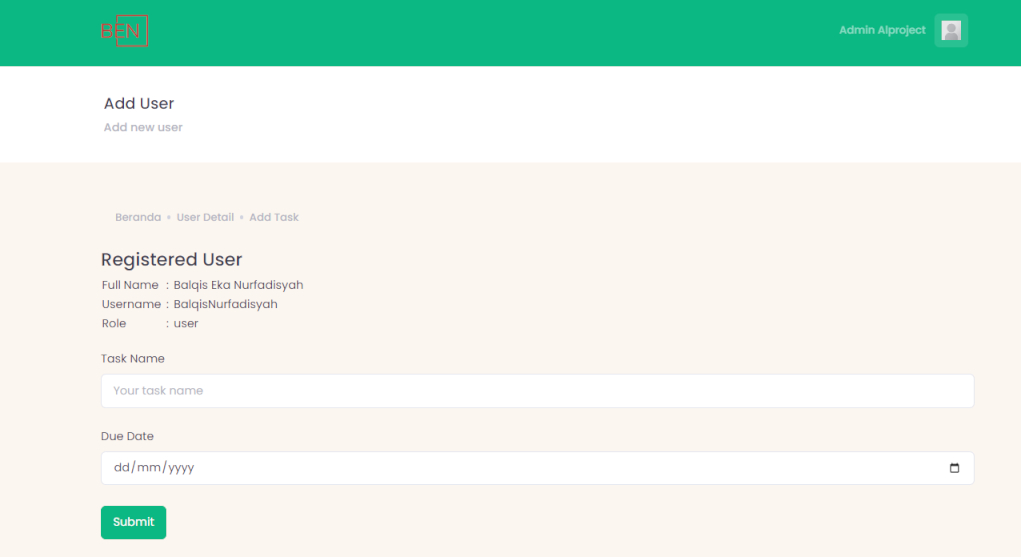 BEN
Admin Alproject
Add User
Add new user
Beranda • User Detail • Add Task
Registered User
Full Name : Balqis Eka Nurfadisyah
Username : BalqisNurfadisyah
Role : user
Task Name
Your task name
Due Date
dd/mm/yyyy
Submit